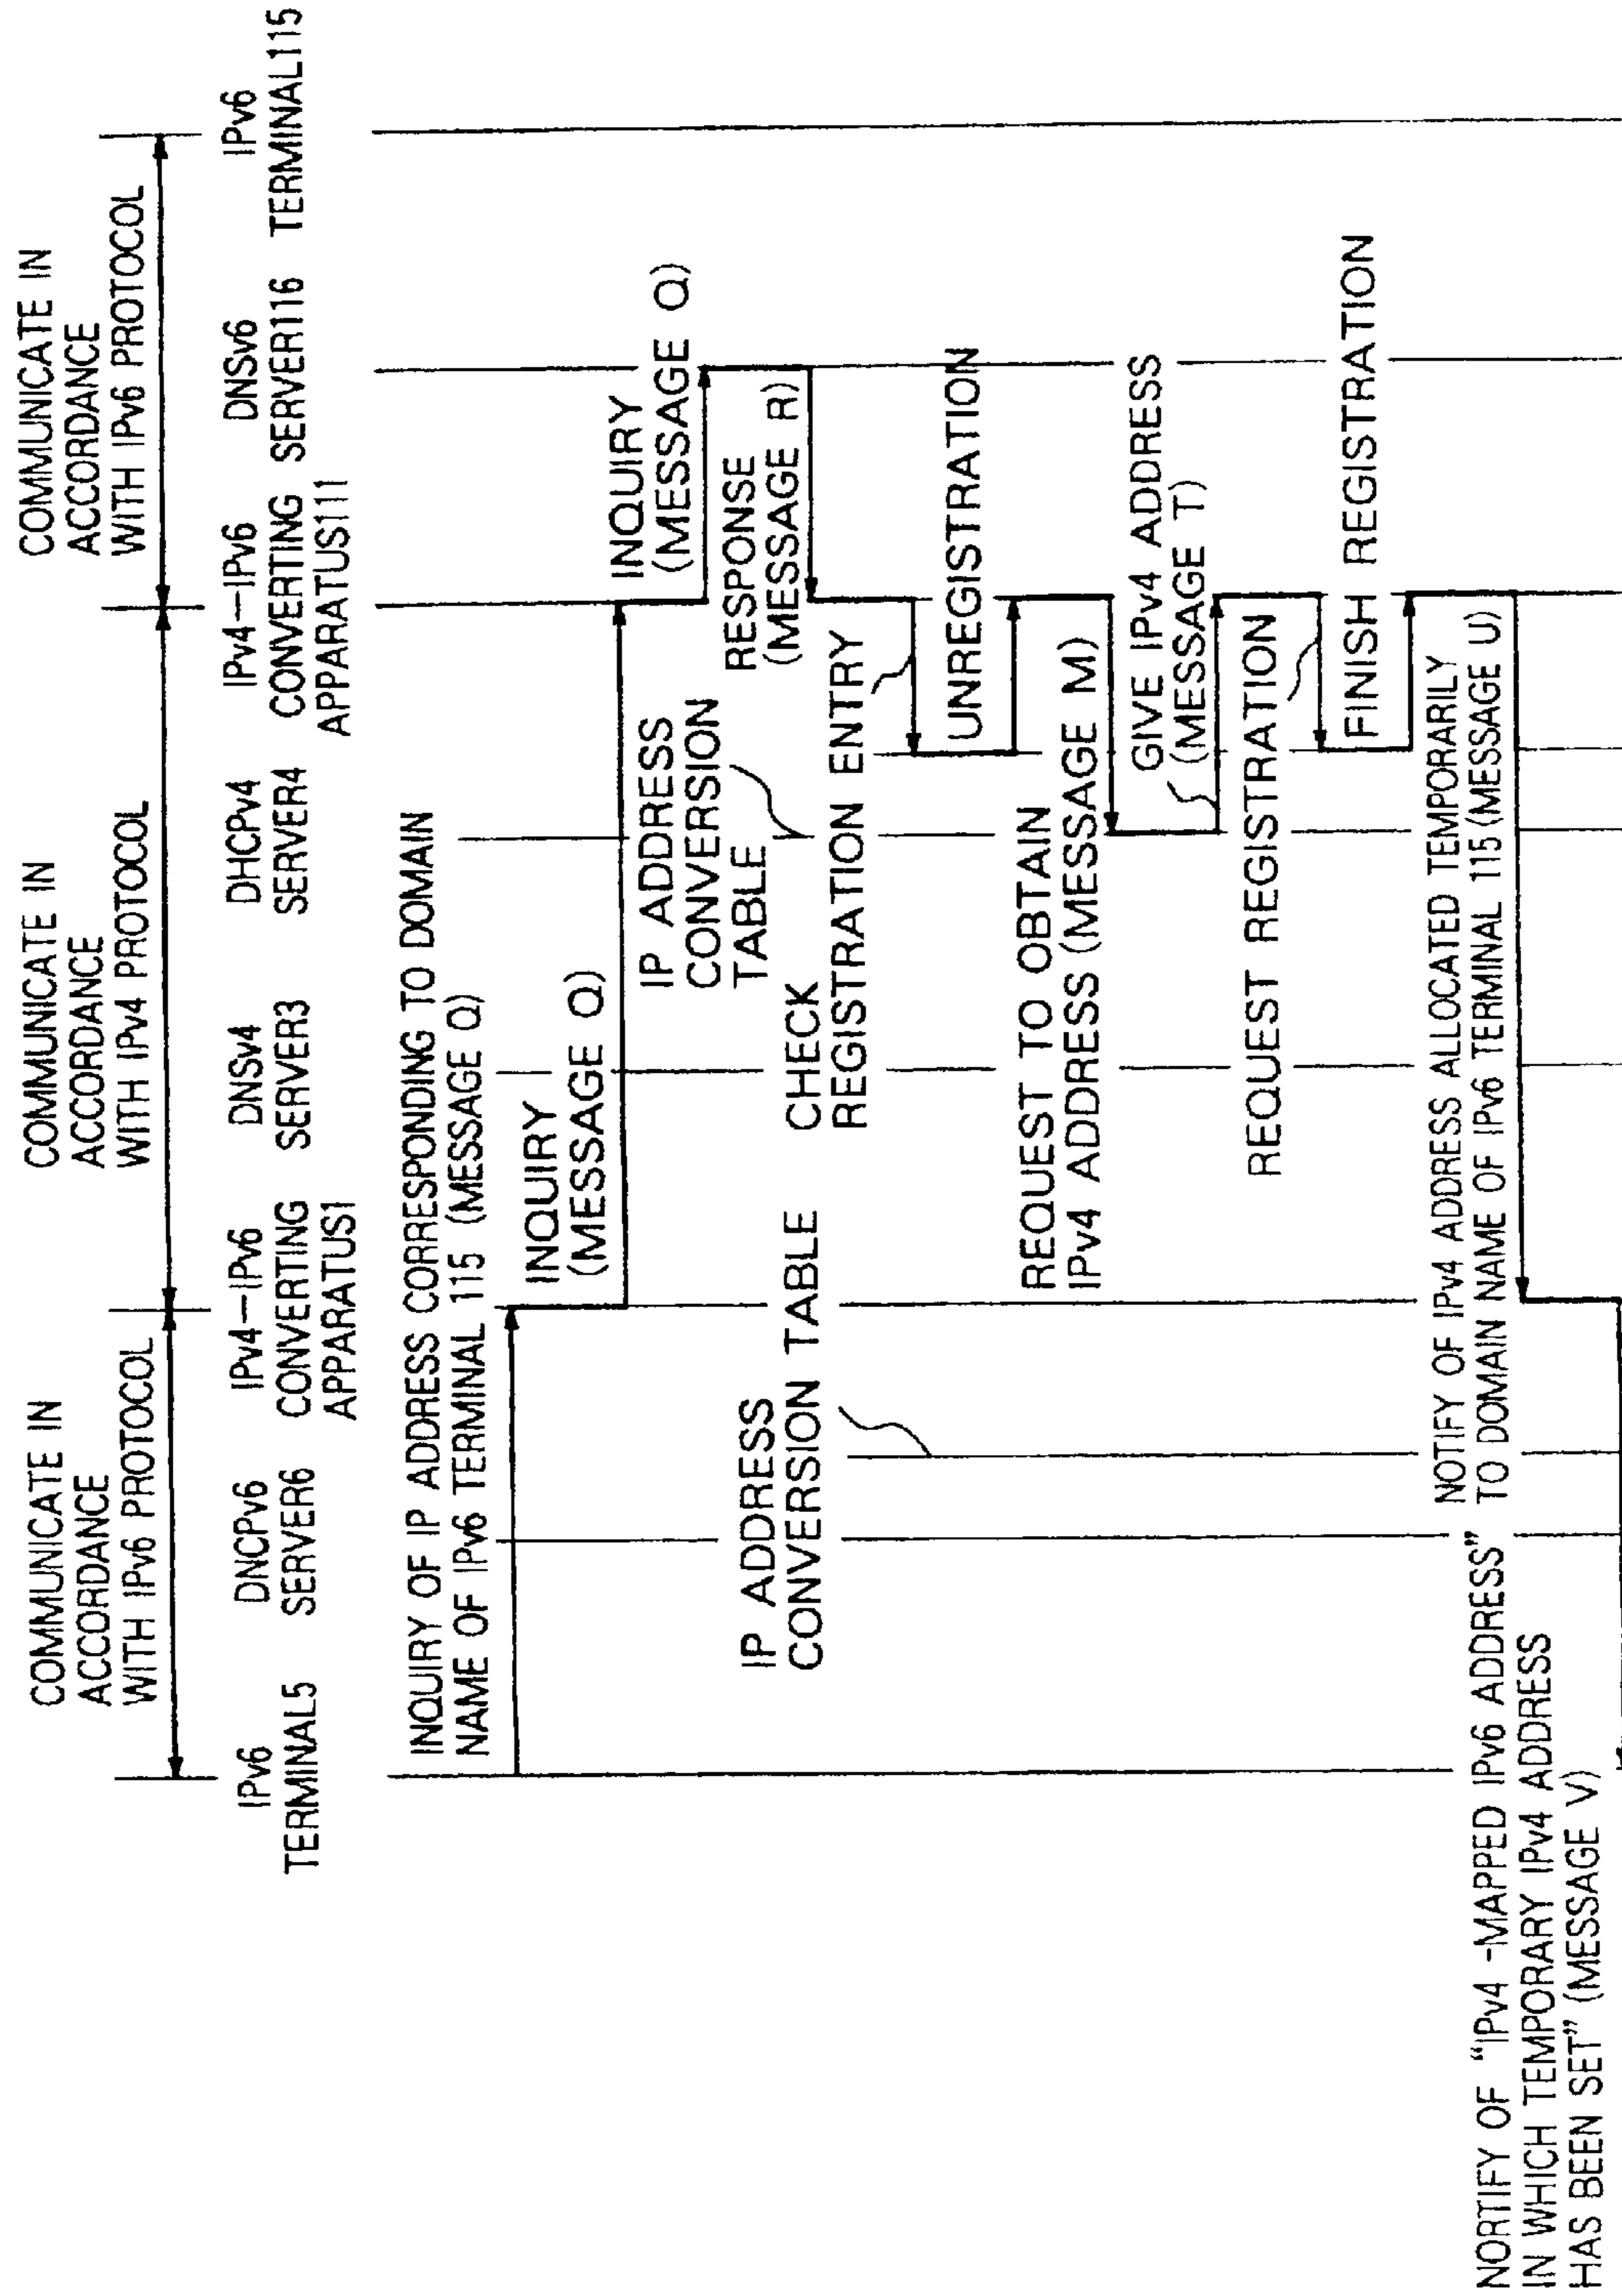 COMMUNICATE IN
ACCORDANCE
WITH IPv6 PROTOCOL
COMMUNICATE IN
ACCORDANCE
WITH IPv4 PROTOCOL
COMMUNICATE IN
ACCORDANCE
WITH IPv6 PROTOCOL
IPv6
TERMINAL5
DNCPv6
SERVER6
IPv4-IPv6
CONVERTING
APPARATUS1
DNSv4
SERVER3
DHCPv4
SERVER4
IPv4-IPv6
CONVERTING
APPARATUS111
DNSv6
SERVER116
IPv6
TERMINAL115
INQUIRY OF IP ADDRESS CORRESPONDING TO DOMAIN
NAME OF IPv6 TERMINAL 115 (MESSAGE Q)
INQUIRY
(MESSAGE Q)
INQUIRY
(MESSAGE Q)
RESPONSE
(MESSAGE R)
IP ADDRESS
CONVERSION
TABLE
IP ADDRESS
CONVERSION TABLE
CHECK
REGISTRATION ENTRY
UNREGISTRATION
REQUEST TO OBTAIN
IPv4 ADDRESS (MESSAGE M)
GIVE IPv4 ADDRESS
(MESSAGE T)
REQUEST REGISTRATION
FINISH REGISTRATION
NOTIFY OF IPv4 ADDRESS ALLOCATED TEMPORARILY
TO DOMAIN NAME OF IPv6 TERMINAL 115 (MESSAGE U)
NORTIFY OF "IPv4 -MAPPED IPv6 ADDRESS"
IN WHICH TEMPORARY IPv4 ADDRESS
HAS BEEN SET" (MESSAGE V)